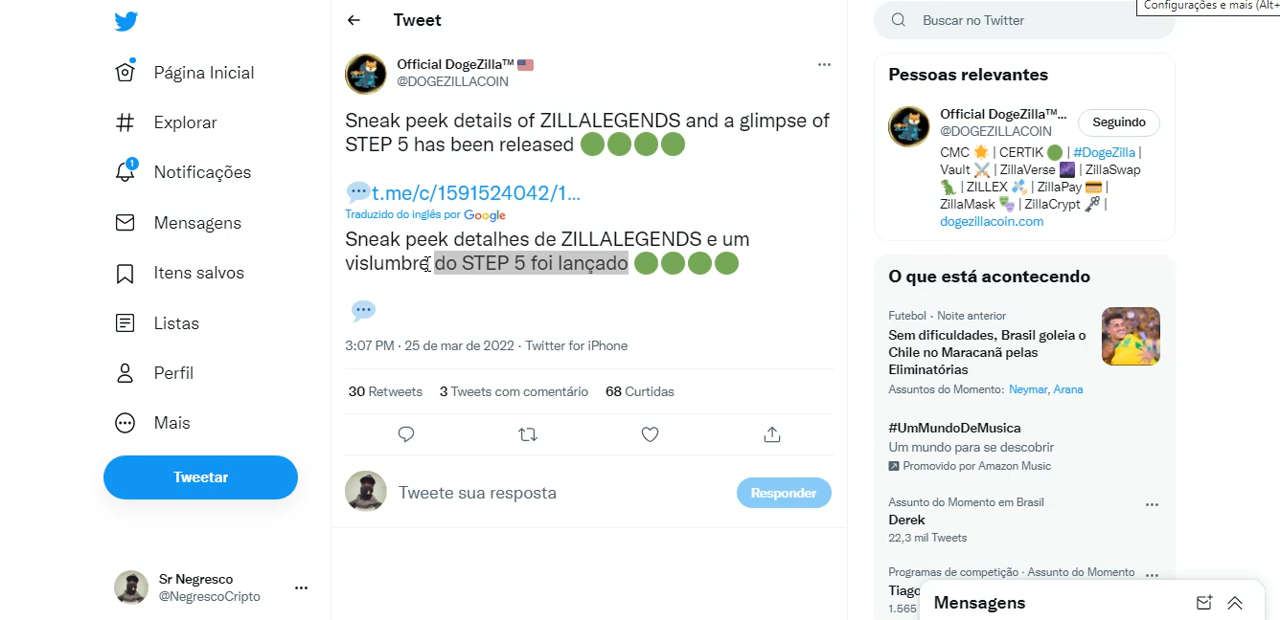 Configurações e mais (Alt+
Tweet
Buscar no Twitter
Página Inicial
Explorar
1
Notificações
Mensagens
Itens salvos
Listas
Perfil
Mais
Tweetar
Sr Negresco
@NegrescoCripto
Official DogeZilla™
@DOGEZILLACOIN
Sneak peek details of ZILLALEGENDS and a glimpse of
STEP 5 has been released
t.me/c/1591524042/1...
Traduzido do inglês por Google
Sneak peek detalhes de ZILLALEGENDS e um
vislumbre do STEP 5 foi lançado
3:07 PM · 25 de mar de 2022 · Twitter for iPhone
30 Retweets 3 Tweets com comentário 68 Curtidas
Tweete sua resposta
Responder
Pessoas relevantes
Official DogeZilla™...
@DOGEZILLACOIN
Seguindo
CMC | CERTIK | #DogeZilla |
Vault | ZillaVerse | ZillaSwap
| ZILLEX | ZillaPay |
ZillaMask | ZillaCrypt |
dogezillacoin.com
O que está acontecendo
Futebol · Noite anterior
Sem dificuldades, Brasil goleia o
Chile no Maracanã pelas
Eliminatórias
Assuntos do Momento: Neymar, Arana
#UmMundoDeMusica
Um mundo para se descobrir
Promovido por Amazon Music
Assunto do Momento em Brasil
Derek
22,3 mil Tweets
Programas de competição · Assunto do Momento
Tiago
1.565
Mensagens